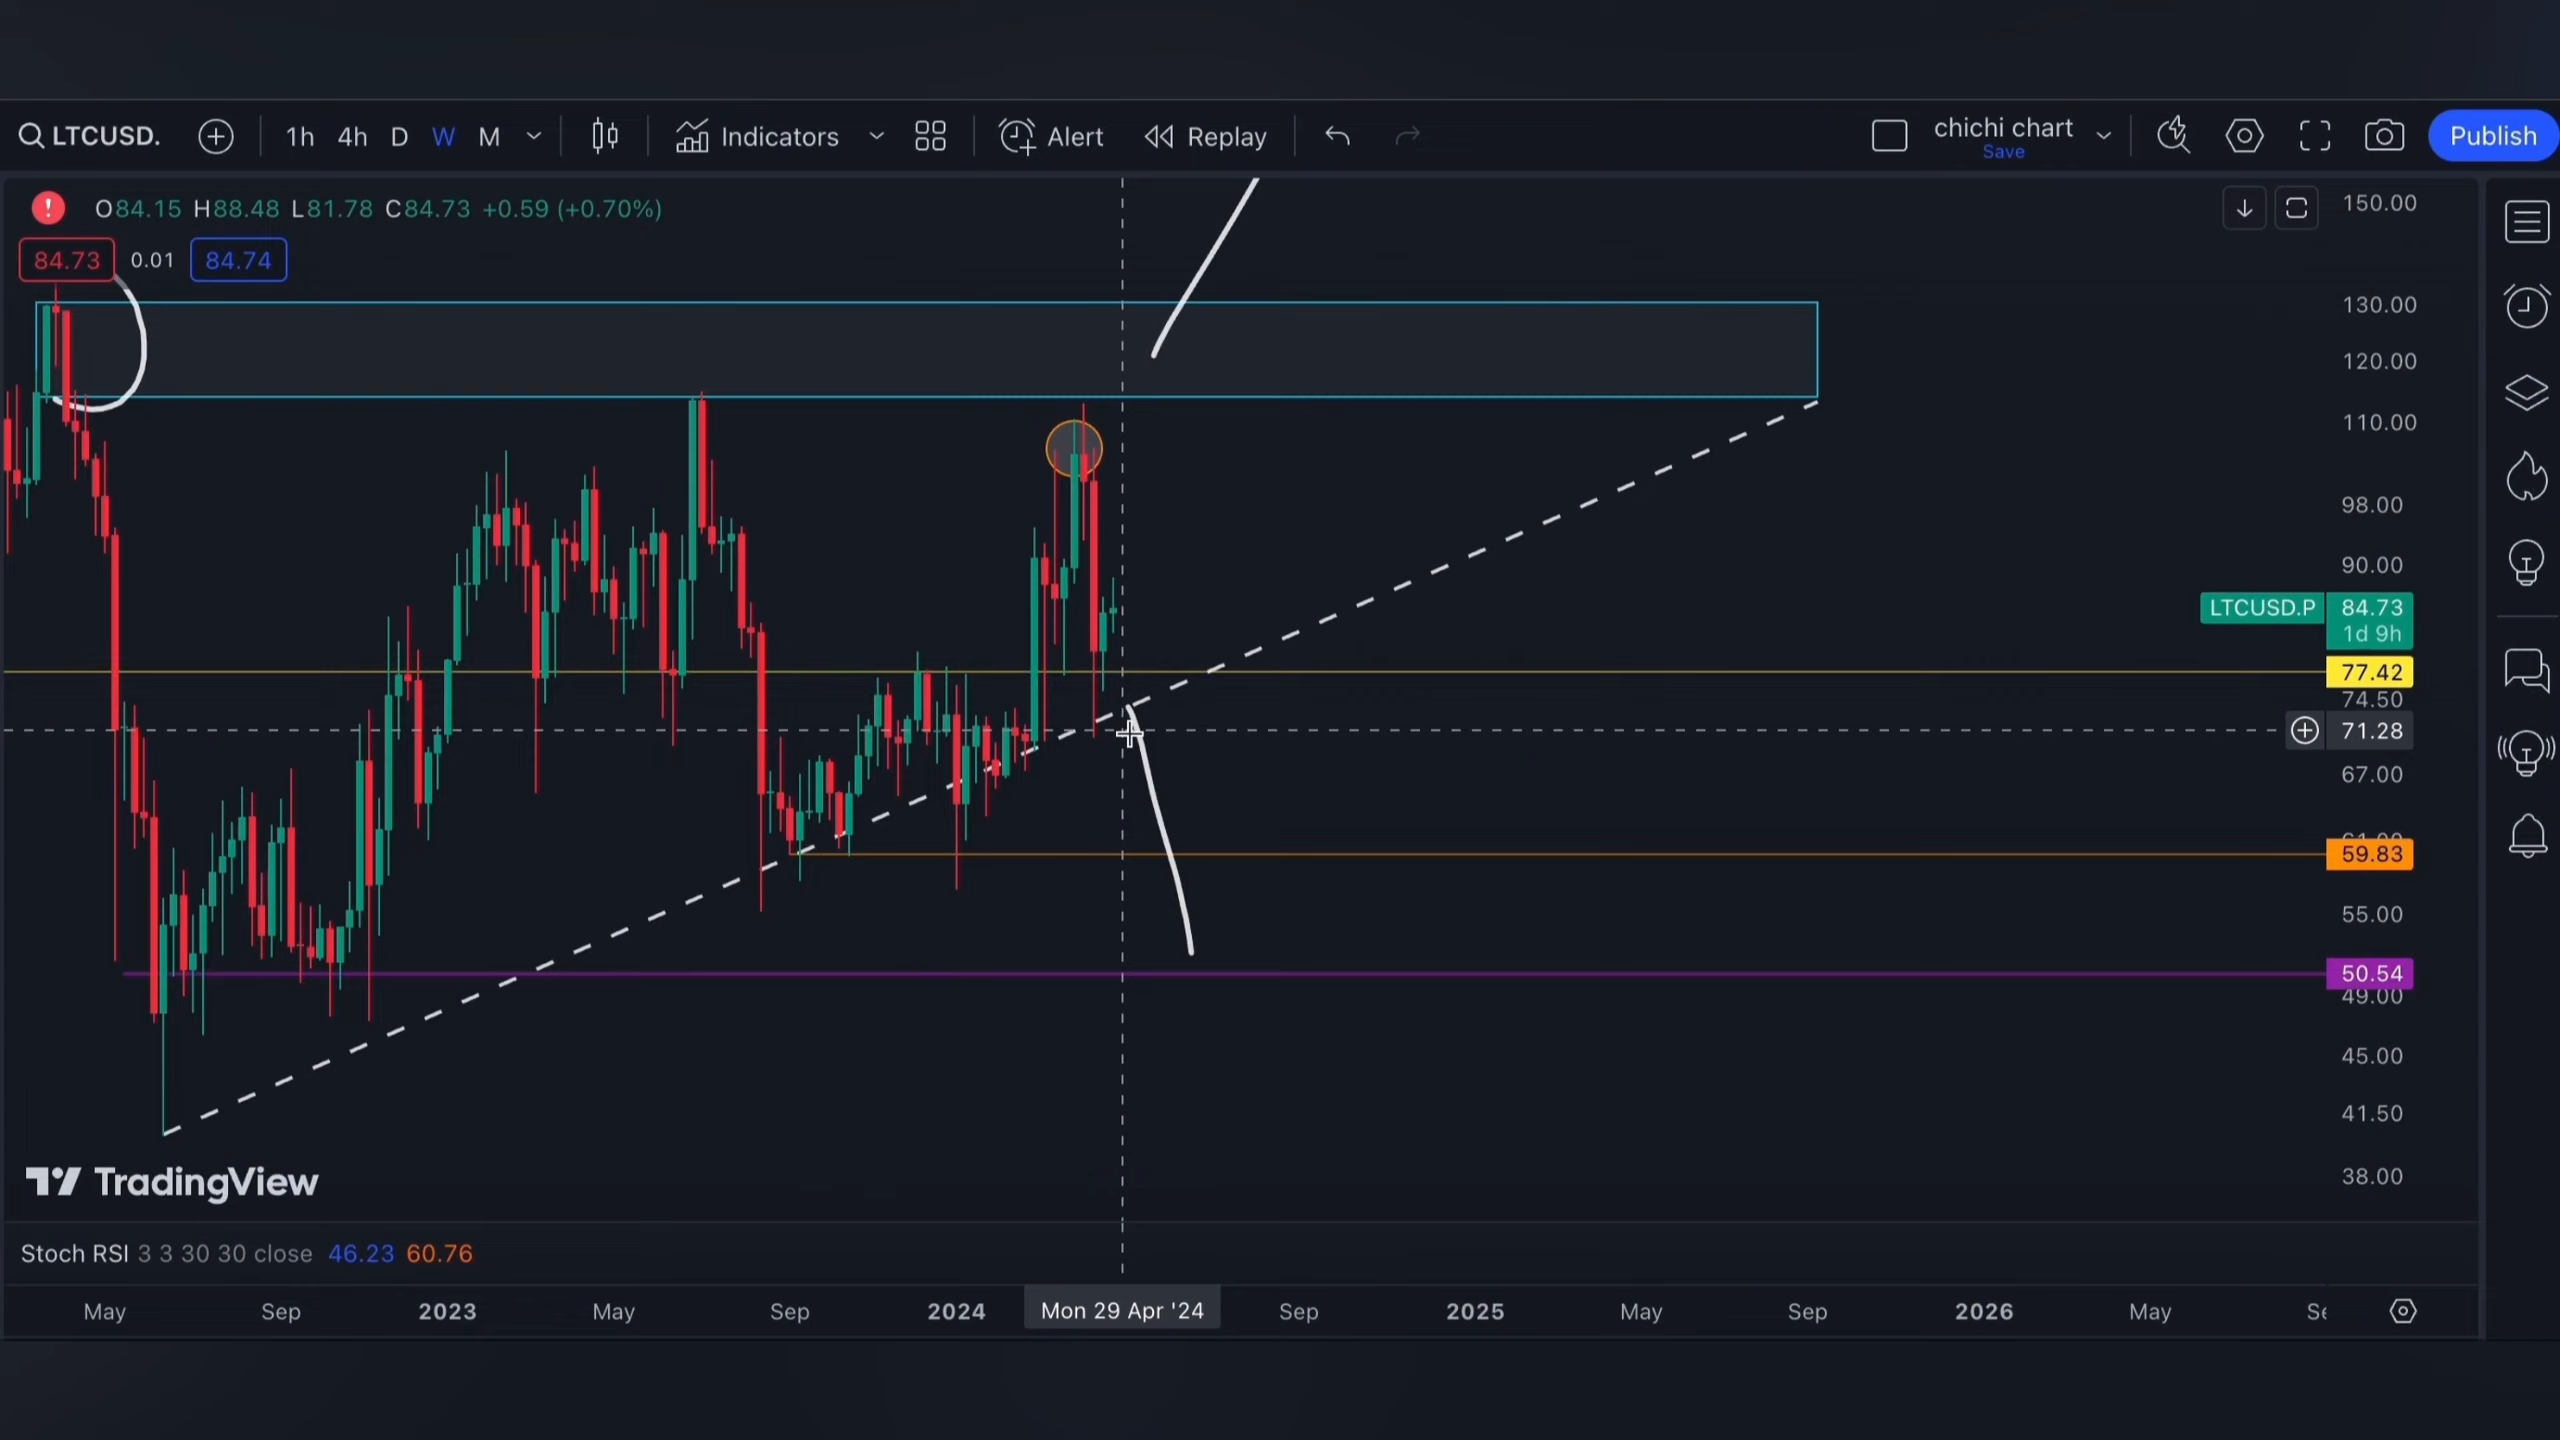 LTCUSD.
1h 4h D W M Indicators Alert Replay chichi chart Save Publish
O84.15 H88.48 L81.78 C84.73 +0.59 (+0.70%)
84.73 0.01 84.74
150.00
130.00
120.00
110.00
98.00
90.00
LTCUSD.P 84.73
1d 9h
77.42
74.50
71.28
67.00
59.83
55.00
50.54
49.00
45.00
41.50
38.00
TradingView
Stoch RSI 3 3 30 30 close 46.23 60.76
May Sep 2023 May Sep 2024 Mon 29 Apr '24 Sep 2025 May Sep 2026 May